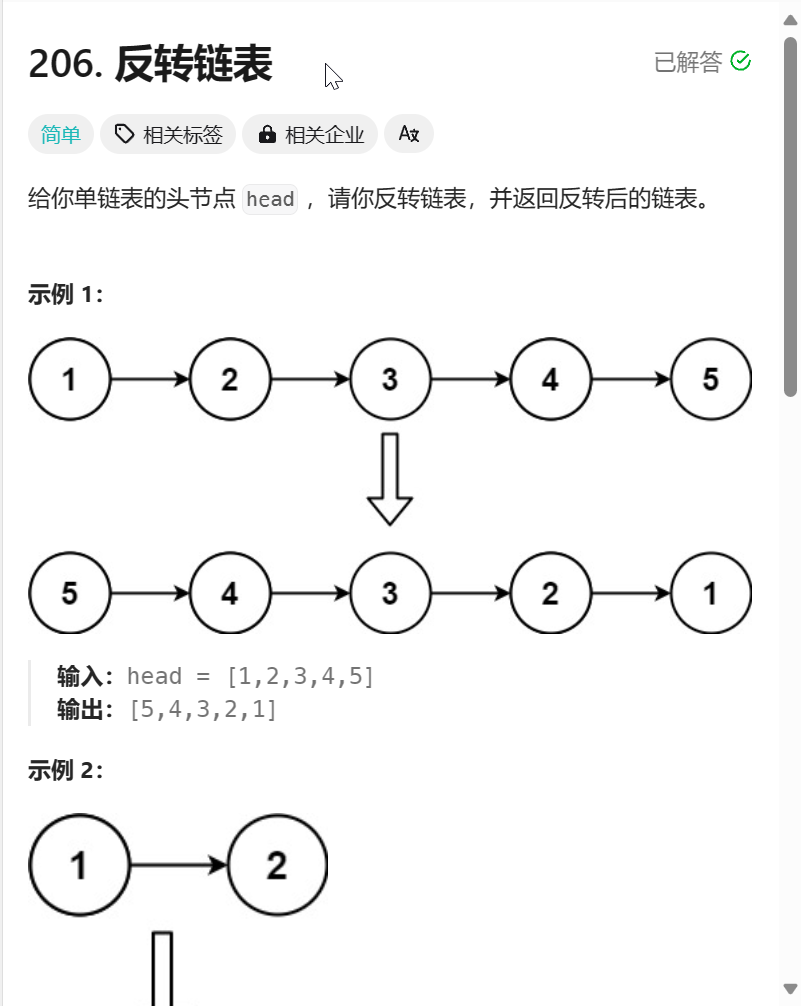 206. 反转链表
已解答
简单 相关标签 相关企业 A文
给你单链表的头节点 head ，请你反转链表，并返回反转后的链表。
示例 1：
1 2 3 4 5
5 4 3 2 1
输入：head = [1,2,3,4,5]
输出：[5,4,3,2,1]
示例 2：
1 2